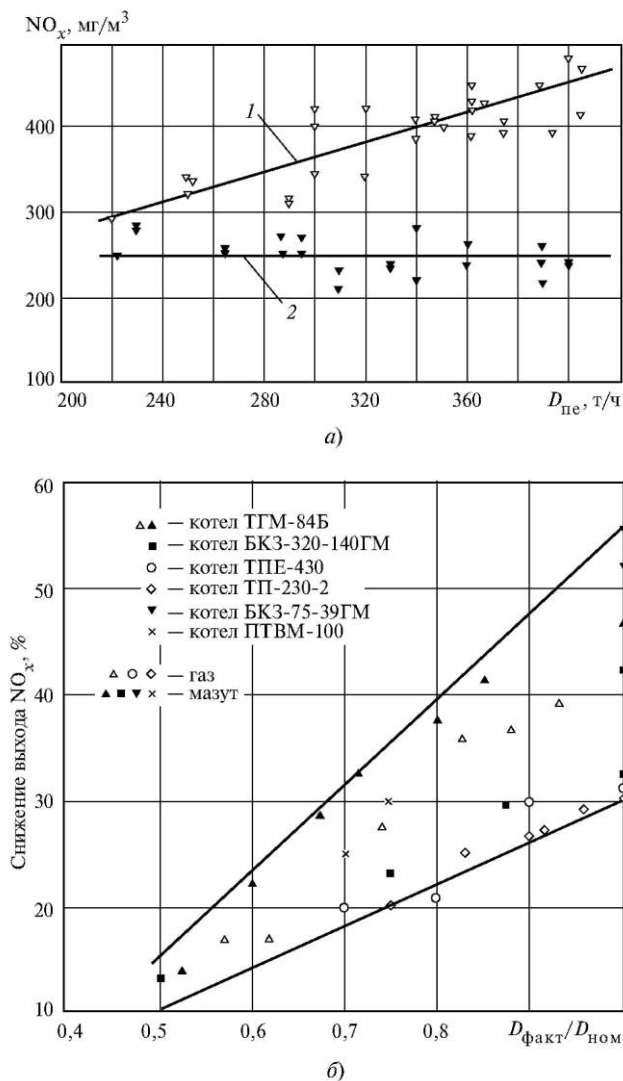 NOx, мг/м³
400
300
200
100
1
2
200
240
280
320
360
Dпе, т/ч
а)
Снижение выхода NOx, %
60
50
40
30
20
10
— котел ТГМ-84Б
— котел БКЗ-320-140ГМ
— котел ТПЕ-430
— котел ТП-230-2
— котел БКЗ-75-39ГМ
— котел ПТВМ-100
— газ
— мазут
0,4
0,5
0,6
0,7
0,8
Dфакт/Dном
б)